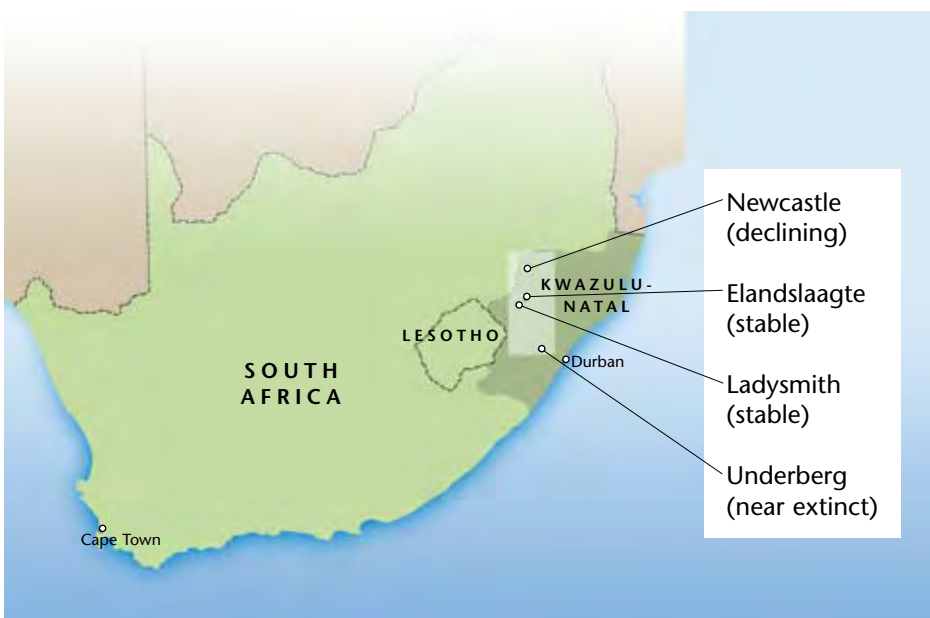 Newcastle
(declining)
KWAZULU-
NATAL
Elandslaagte
(stable)
LESOTHO
Durban
SOUTH
AFRICA
Ladysmith
(stable)
Underberg
(near extinct)
Cape Town